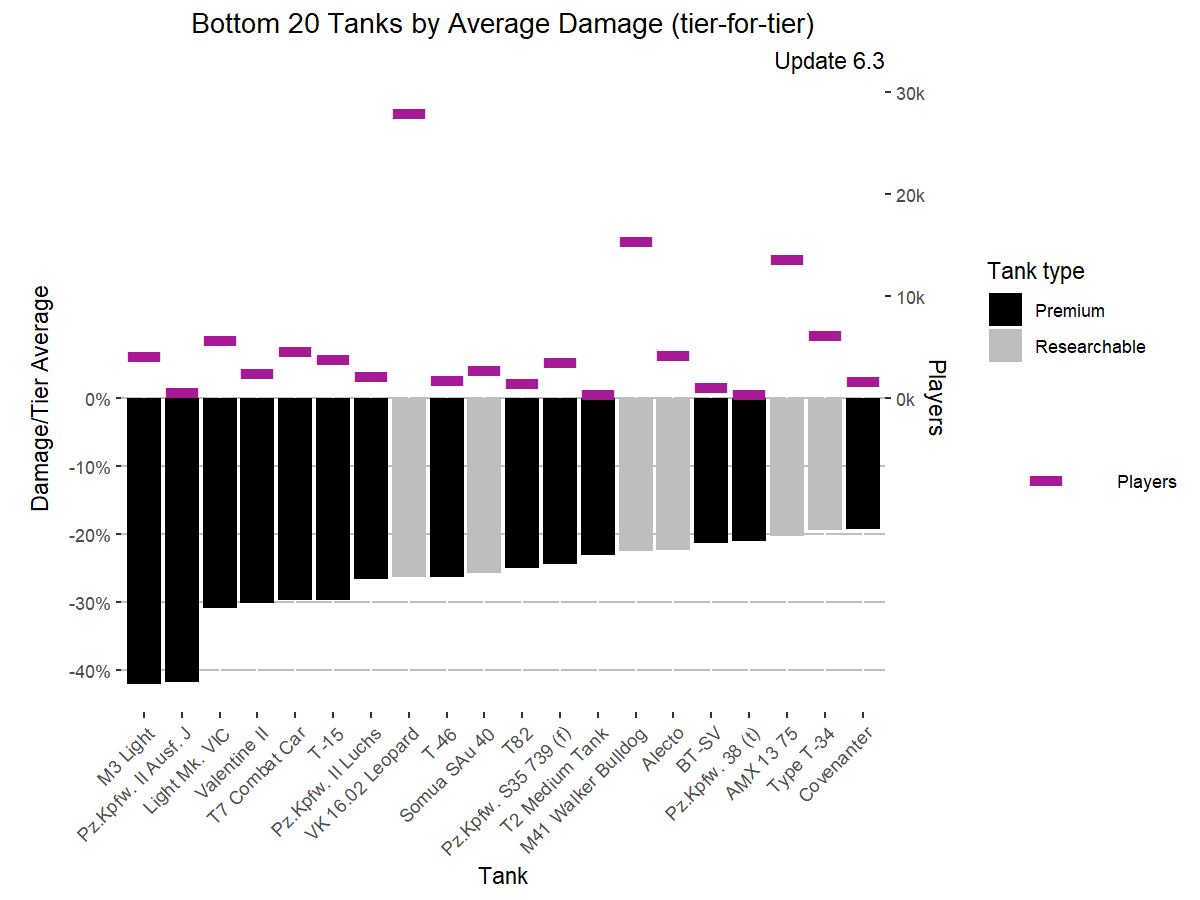 Bottom 20 Tanks by Average Damage (tier-for-tier)
Update 6.3
30k
20k
10k
0k
Players
Damage/Tier Average
0%
-10%
-20%
-30%
-40%
M3 Light
Pz.Kpfw. II Ausf. J
Light Mk. VIC
Valentine II
T7 Combat Car
T-15
Pz.Kpfw. II Luchs
VK 16.02 Leopard
T-46
Somua SAu 40
T82
Pz.Kpfw. S35 739 (f)
T2 Medium Tank
M41 Walker Bulldog
Alecto
BT-SV
Pz.Kpfw. 38 (t)
AMX 13 75
Type T-34
Covenanter
Tank
Tank type
Premium
Researchable
Players